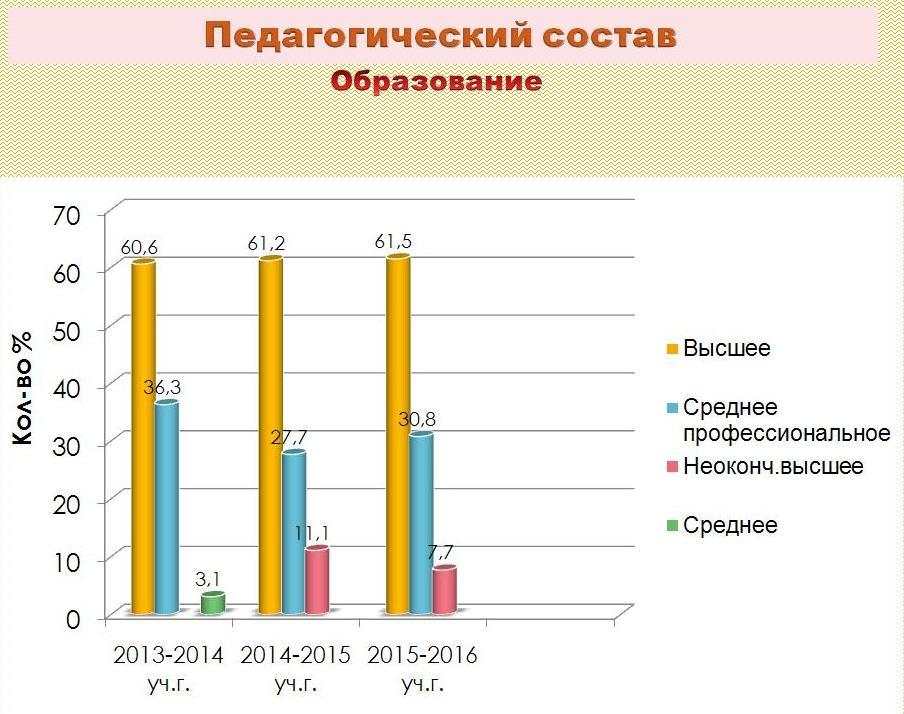 Педагогический состав
Образование
70
60
50
40
30
20
10
0
Кол-во %
60,6
36,3
3,1
61,2
27,7
11,1
61,5
30,8
7,7
2013-2014 2014-2015 2015-2016
уч.г. уч.г. уч.г.
Высшее
Среднее
профессиональное
Неоконч.высшее
Среднее